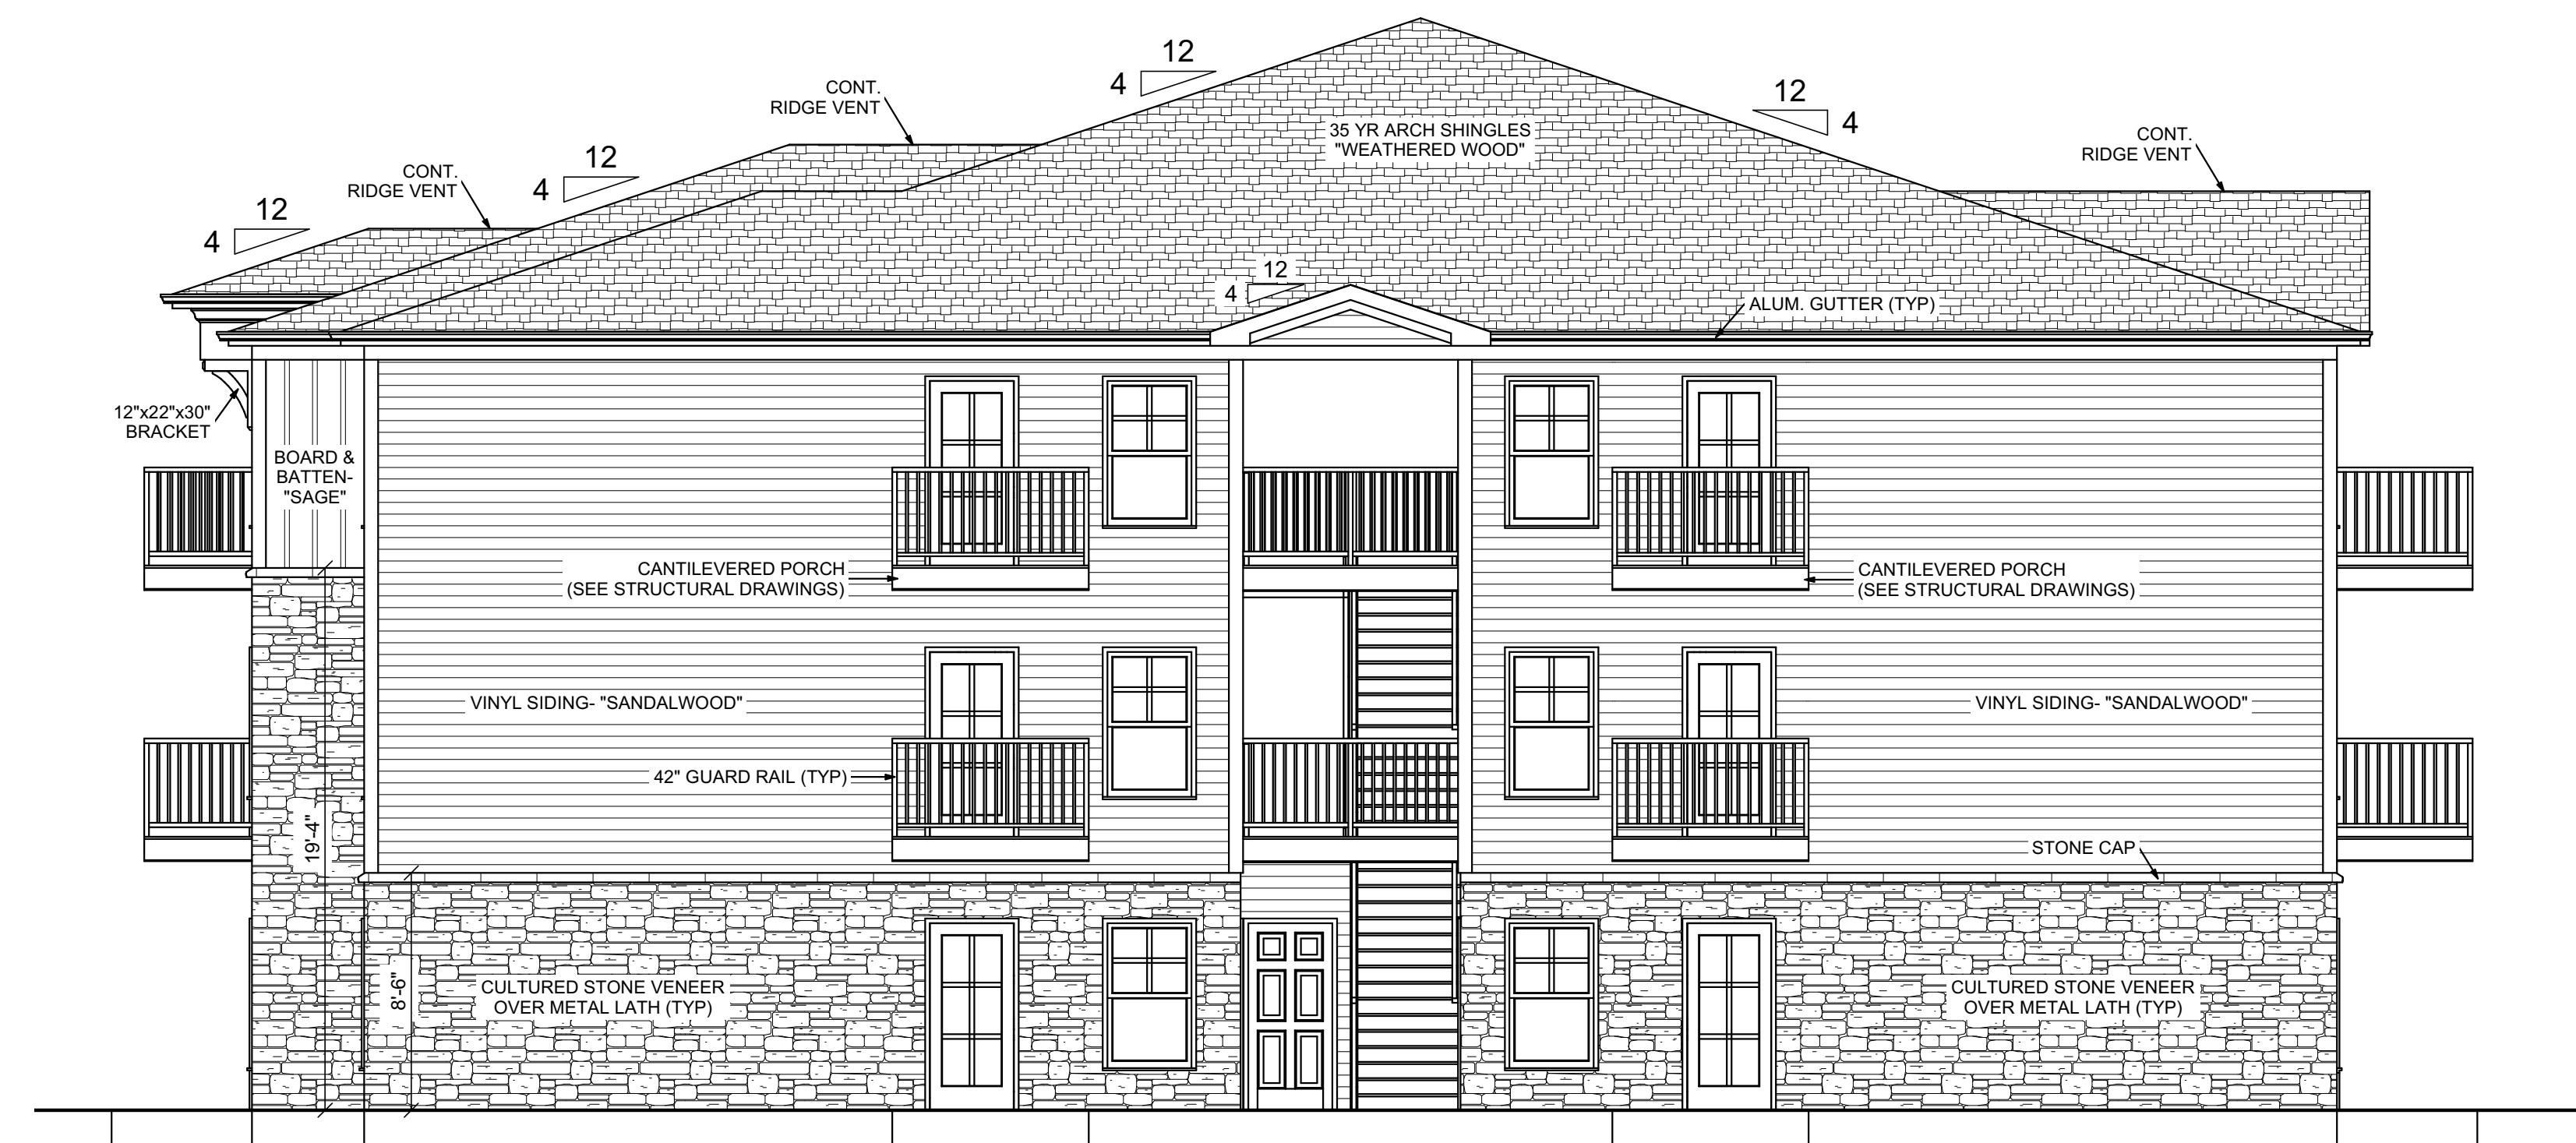 12
4
CONT.
RIDGE VENT
12
4
35 YR ARCH SHINGLES
"WEATHERED WOOD"
CONT.
RIDGE VENT
12
4
CONT.
RIDGE VENT
12
4
12
4
ALUM. GUTTER (TYP)
12"x22"x30"
BRACKET
BOARD &
BATTEN-
"SAGE"
CANTILEVERED PORCH
(SEE STRUCTURAL DRAWINGS)
CANTILEVERED PORCH
(SEE STRUCTURAL DRAWINGS)
VINYL SIDING- "SANDALWOOD"
VINYL SIDING- "SANDALWOOD"
42" GUARD RAIL (TYP)
19'-4"
STONE CAP
8'-6"
CULTURED STONE VENEER
OVER METAL LATH (TYP)
CULTURED STONE VENEER
OVER METAL LATH (TYP)